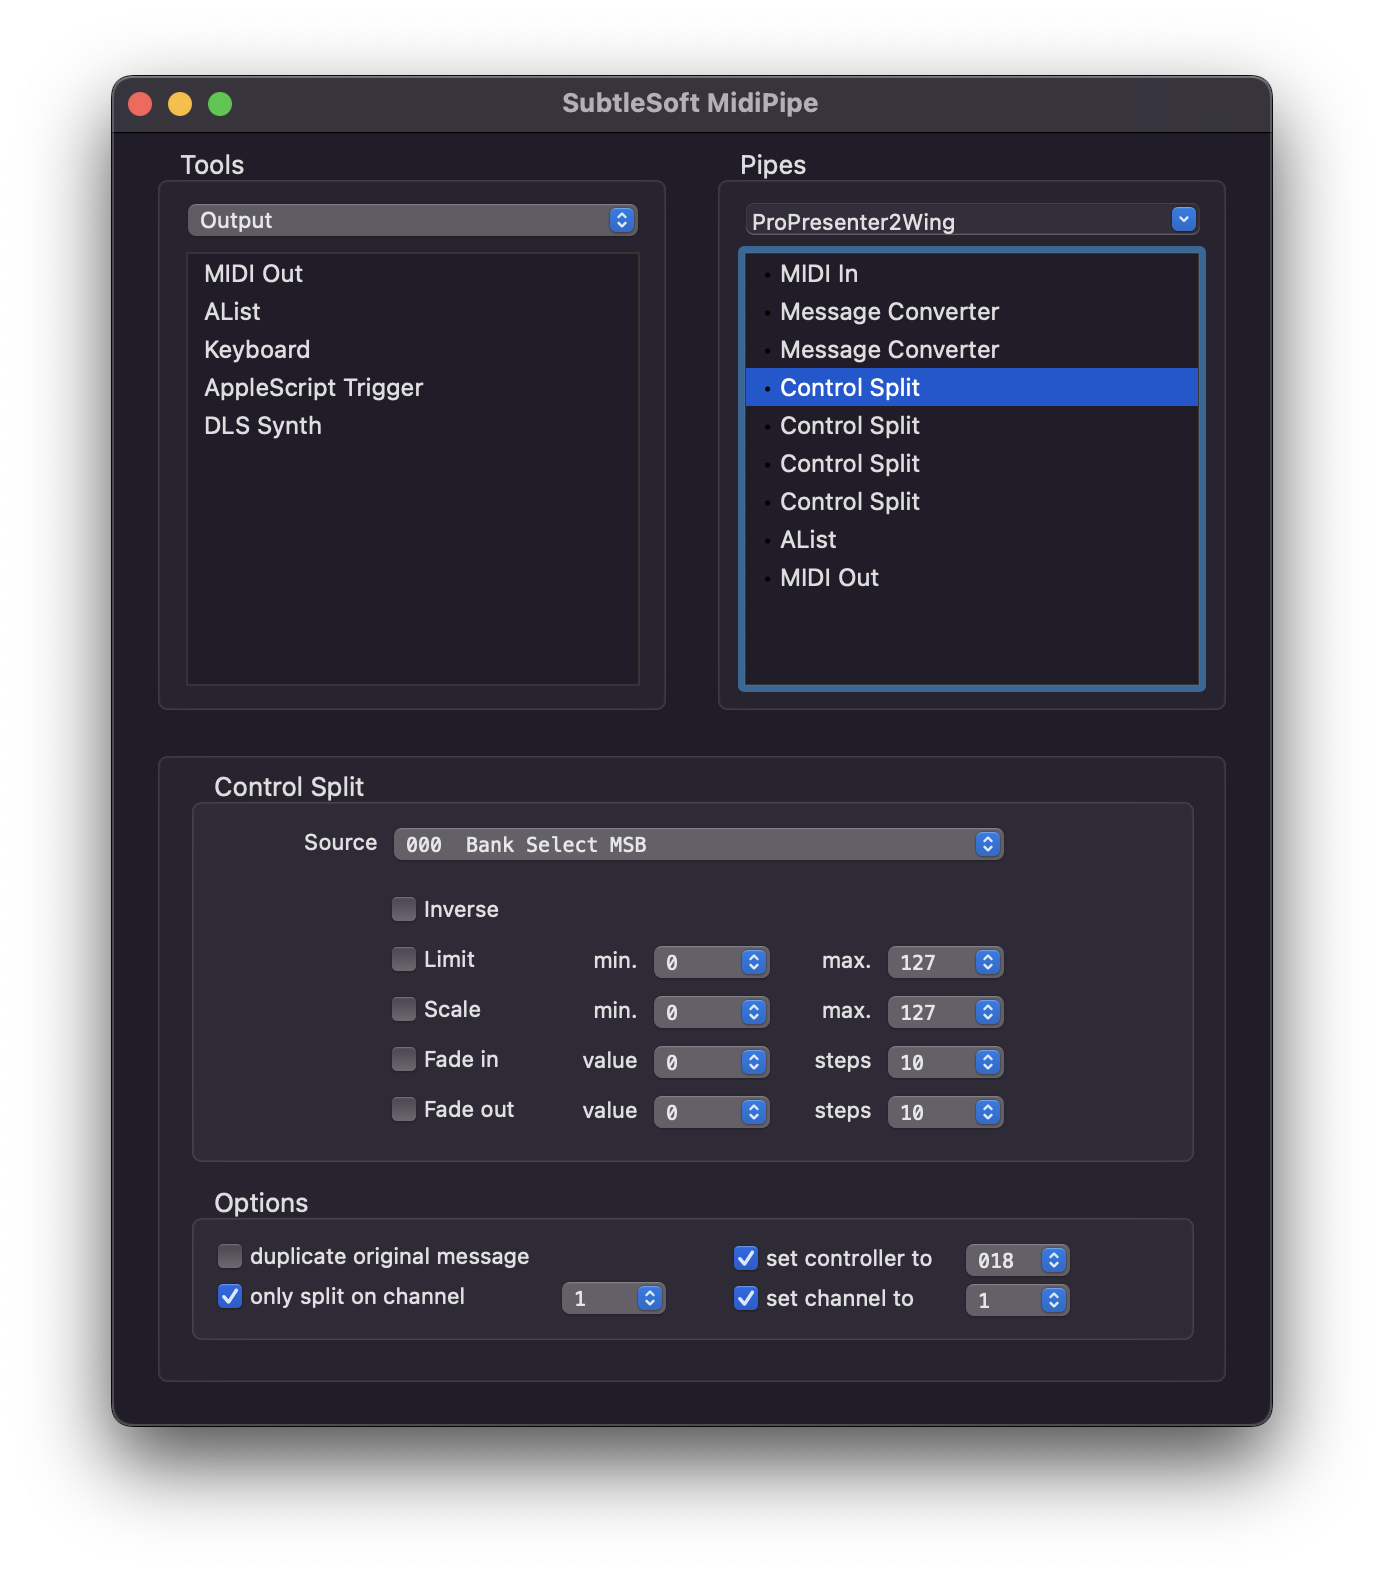 SubtleSoft MidiPipe
Tools
Output
MIDI Out
AList
Keyboard
AppleScript Trigger
DLS Synth
Pipes
ProPresenter2Wing
MIDI In
Message Converter
Message Converter
Control Split
Control Split
Control Split
Control Split
AList
MIDI Out
Control Split
Source 000 Bank Select MSB
Inverse
Limit min. 0 max. 127
Scale min. 0 max. 127
Fade in value 0 steps 10
Fade out value 0 steps 10
Options
duplicate original message set controller to 018
only split on channel 1 set channel to 1